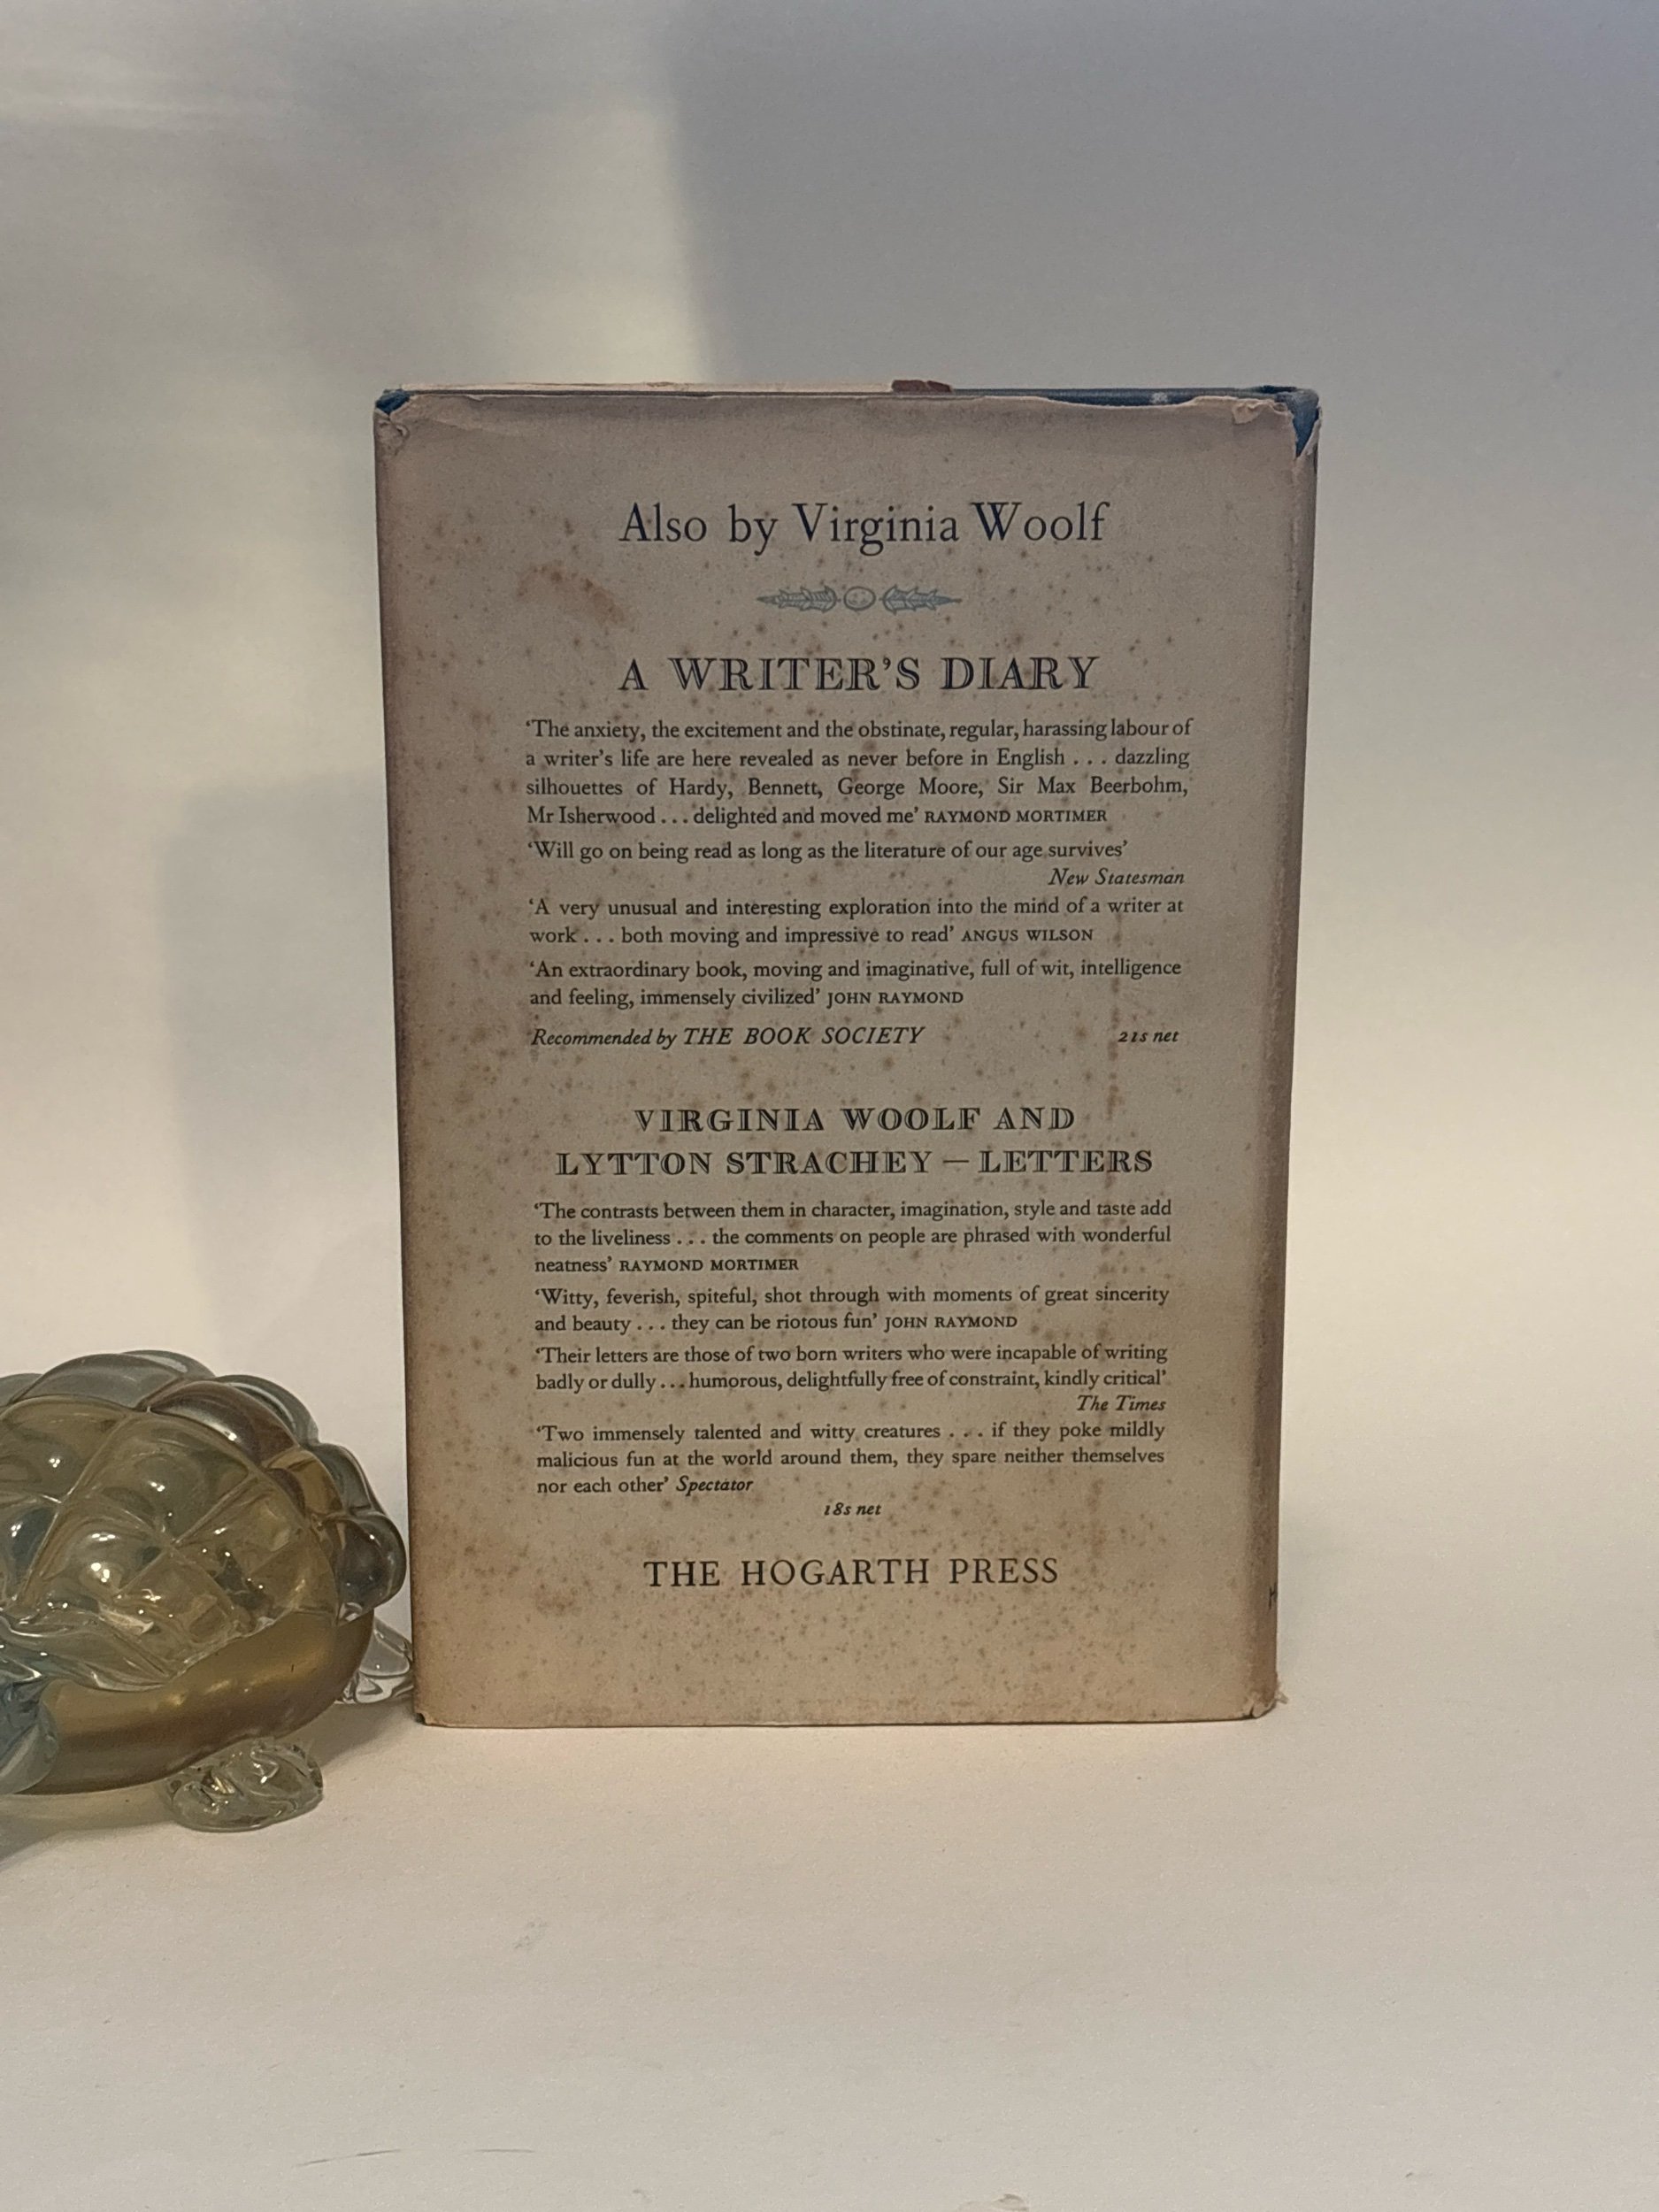 Also by Virginia Woolf
A WRITER'S DIARY
‘The anxiety, the excitement and the obstinate, regular, harassing labour of
a writer's life are here revealed as never before in English . . . dazzling
silhouettes of Hardy, Bennett, George Moore, Sir Max Beerbohm,
Mr Isherwood . . . delighted and moved me’ RAYMOND MORTIMER
‘Will go on being read as long as the literature of our age survives’
New Statesman
‘A very unusual and interesting exploration into the mind of a writer at
work . . . both moving and impressive to read’ ANGUS WILSON
‘An extraordinary book, moving and imaginative, full of wit, intelligence
and feeling, immensely civilized’ JOHN RAYMOND
Recommended by THE BOOK SOCIETY 21s net
VIRGINIA WOOLF AND
LYTTON STRACHEY — LETTERS
‘The contrasts between them in character, imagination, style and taste add
to the liveliness . . . the comments on people are phrased with wonderful
neatness’ RAYMOND MORTIMER
‘Witty, feverish, spiteful, shot through with moments of great sincerity
and beauty . . . they can be riotous fun’ JOHN RAYMOND
‘Their letters are those of two born writers who were incapable of writing
badly or dully . . . humorous, delightfully free of constraint, kindly critical’
The Times
‘Two immensely talented and witty creatures . . . if they poke mildly
malicious fun at the world around them, they spare neither themselves
nor each other’ Spectator
18s net
THE HOGARTH PRESS